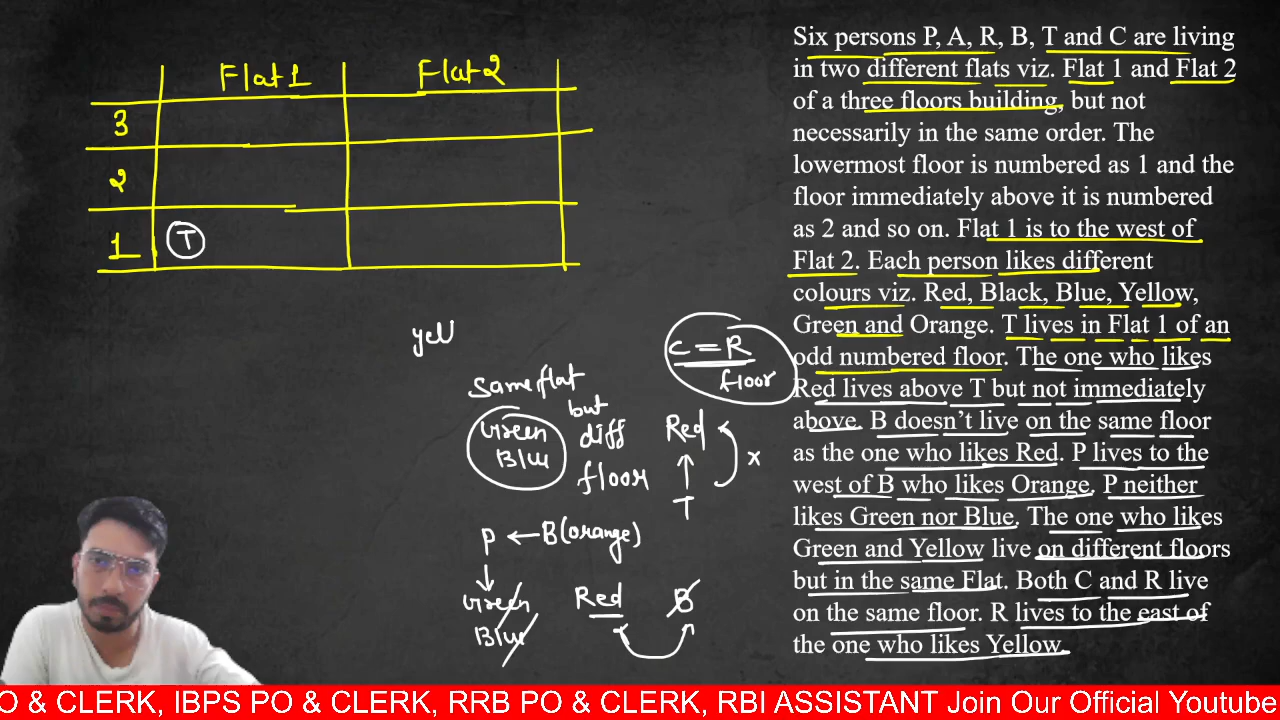 Flat 1 Flat 2
3
2
1 T
yell
Same flat
but
diff
floor
Green
Blue
C = R
floor
Red
x
T
P ← B (orange)
Green
Blue
Red B
Six persons P, A, R, B, T and C are living
in two different flats viz. Flat 1 and Flat 2
of a three floors building, but not
necessarily in the same order. The
lowermost floor is numbered as 1 and the
floor immediately above it is numbered
as 2 and so on. Flat 1 is to the west of
Flat 2. Each person likes different
colours viz. Red, Black, Blue, Yellow,
Green and Orange. T lives in Flat 1 of an
odd numbered floor. The one who likes
Red lives above T but not immediately
above. B doesn't live on the same floor
as the one who likes Red. P lives to the
west of B who likes Orange. P neither
likes Green nor Blue. The one who likes
Green and Yellow live on different floors
but in the same Flat. Both C and R live
on the same floor. R lives to the east of
the one who likes Yellow.
O & CLERK, IBPS PO & CLERK, RRB PO & CLERK, RBI ASSISTANT Join Our Official Youtube